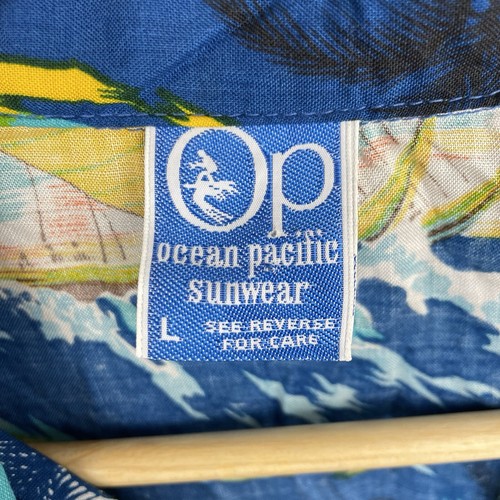 Op
ocean pacific
sunwear
L SEE REVERSE
FOR CARE